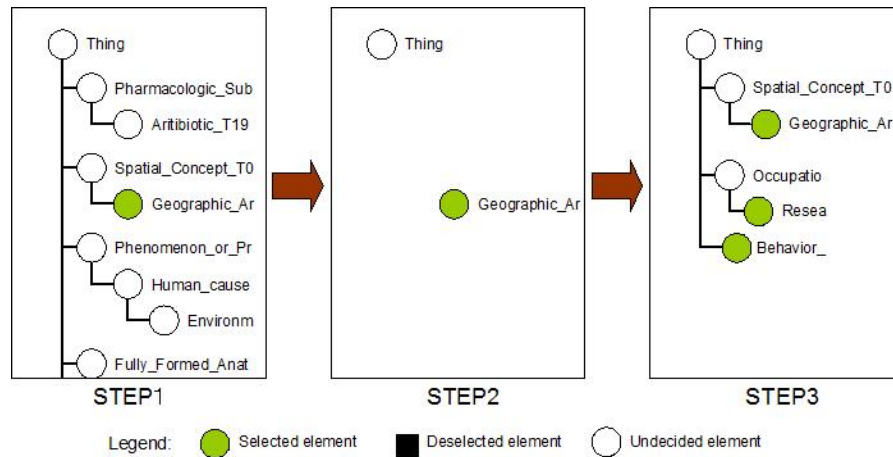 Thing
Pharmacologic_Sub
Aritibiotic_T19
Spatial_Concept_T0
Geographic_Ar
Phenomenon_or_Pr
Human_cause
Environm
Fully_Formed_Anat
STEP1
Thing
Geographic_Ar
STEP2
Thing
Spatial_Concept_T0
Geographic_Ar
Occupatio
Resea
Behavior_
STEP3
Legend: Selected element Deselected element Undecided element